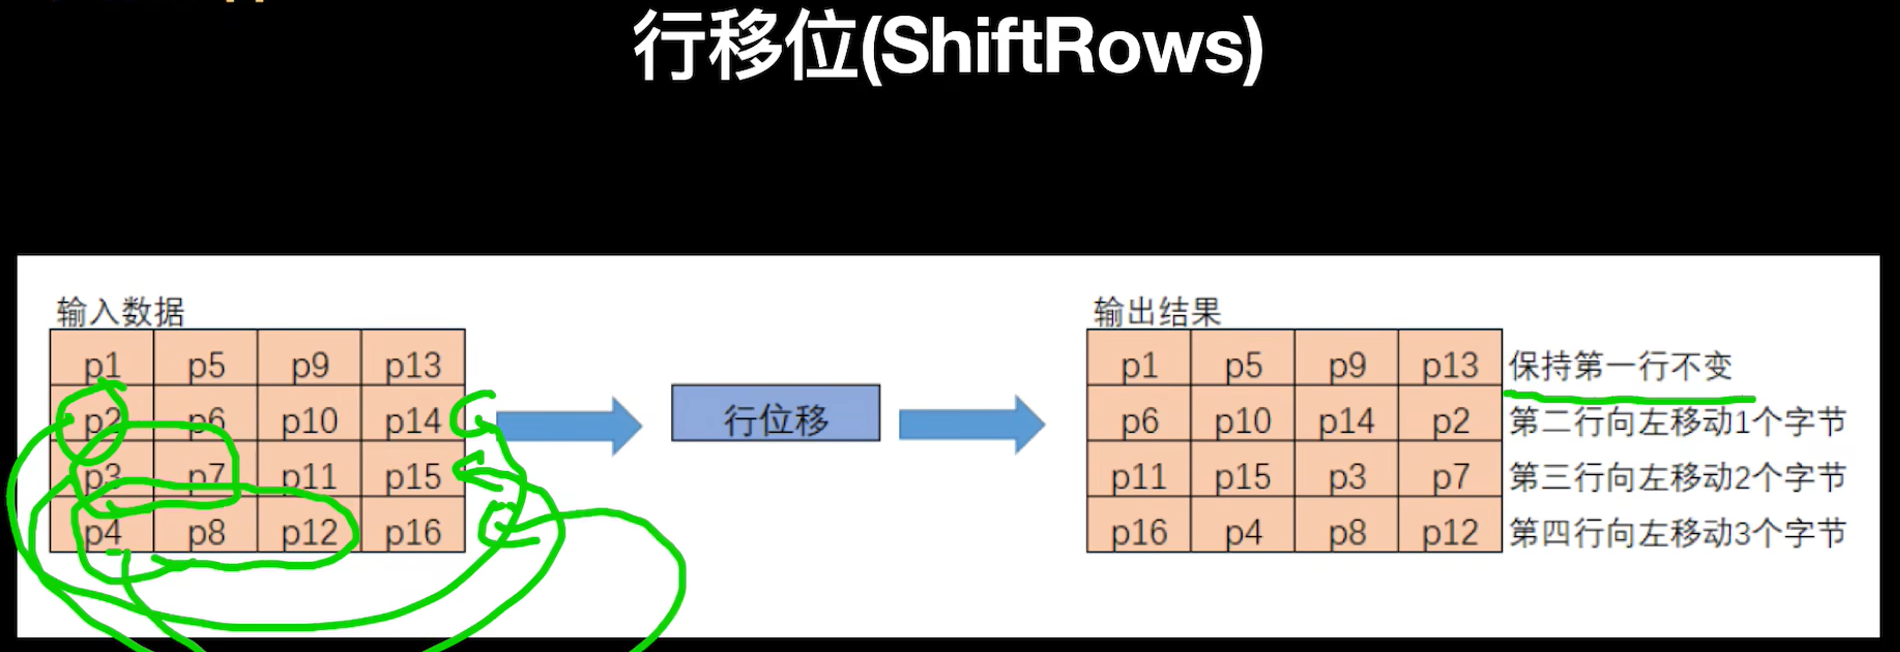 行移位(ShiftRows)
输入数据
p1 p5 p9 p13
p2 p6 p10 p14
p3 p7 p11 p15
p4 p8 p12 p16
行位移
输出结果
p1 p5 p9 p13 保持第一行不变
p6 p10 p14 p2 第二行向左移动1个字节
p11 p15 p3 p7 第三行向左移动2个字节
p16 p4 p8 p12 第四行向左移动3个字节